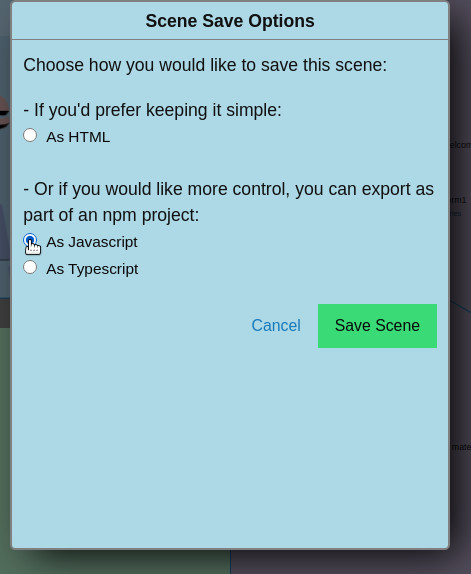 Scene Save Options
Choose how you would like to save this scene:
- If you'd prefer keeping it simple:
As HTML
- Or if you would like more control, you can export as
part of an npm project:
As Javascript
As Typescript
Cancel Save Scene